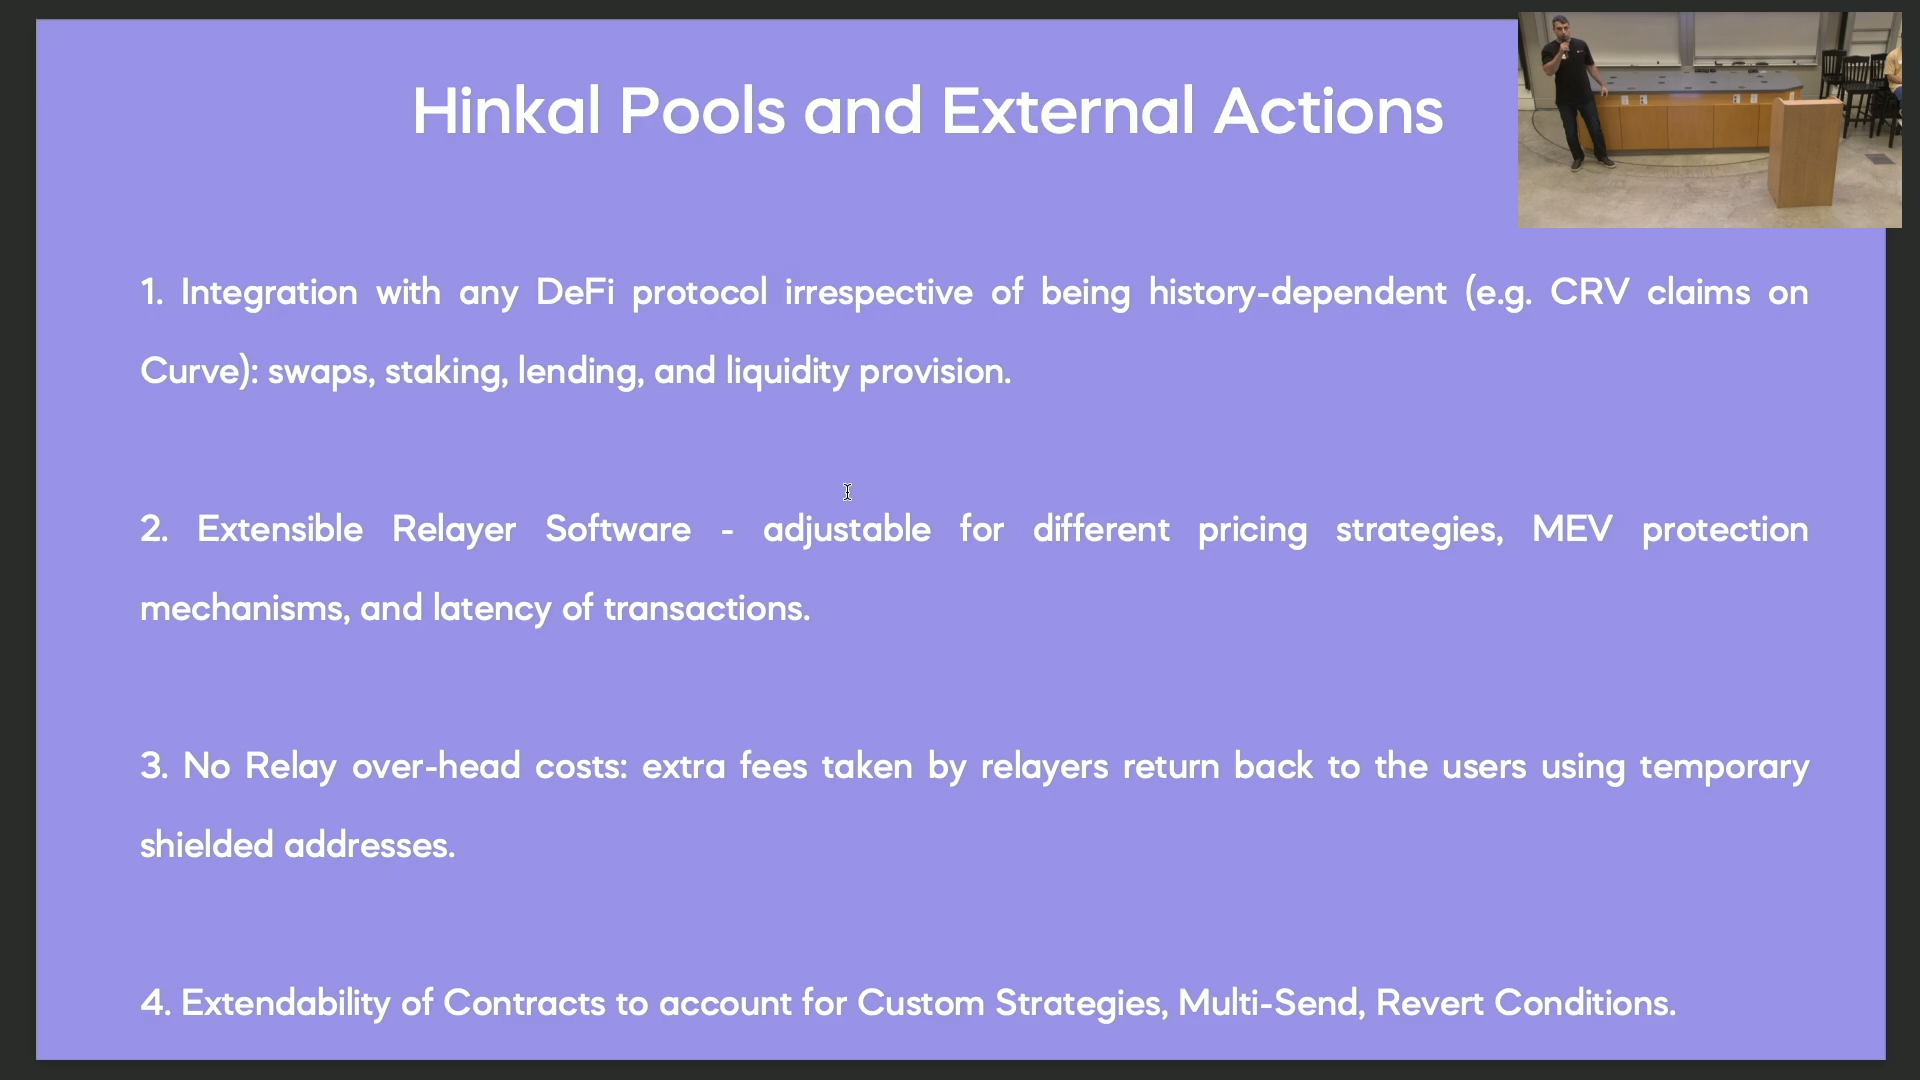 Hinkal Pools and External Actions
1. Integration with any DeFi protocol irrespective of being history-dependent (e.g. CRV claims on
Curve): swaps, staking, lending, and liquidity provision.
2. Extensible Relayer Software - adjustable for different pricing strategies, MEV protection
mechanisms, and latency of transactions.
3. No Relay over-head costs: extra fees taken by relayers return back to the users using temporary
shielded addresses.
4. Extendability of Contracts to account for Custom Strategies, Multi-Send, Revert Conditions.